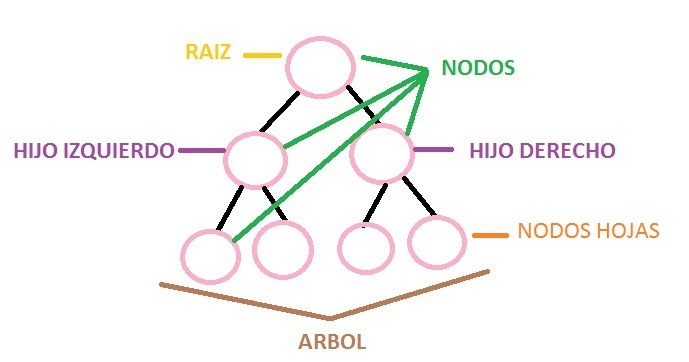 RAIZ
NODOS
HIJO IZQUIERDO
HIJO DERECHO
NODOS HOJAS
ARBOL